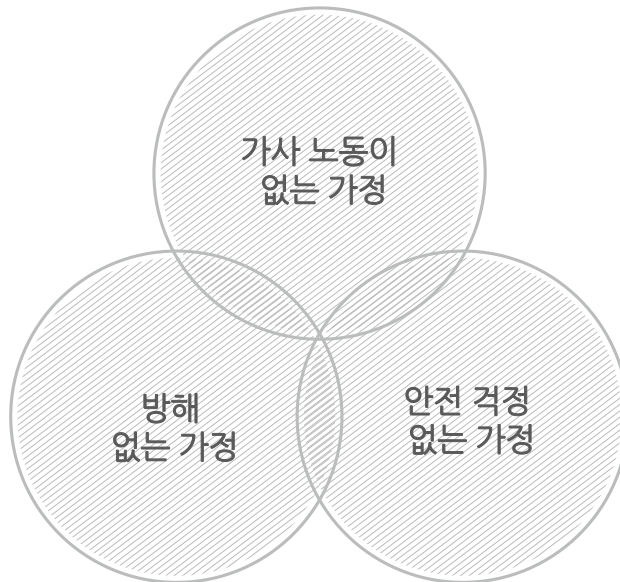 가사 노동이
없는 가정
방해
없는 가정
안전 걱정
없는 가정